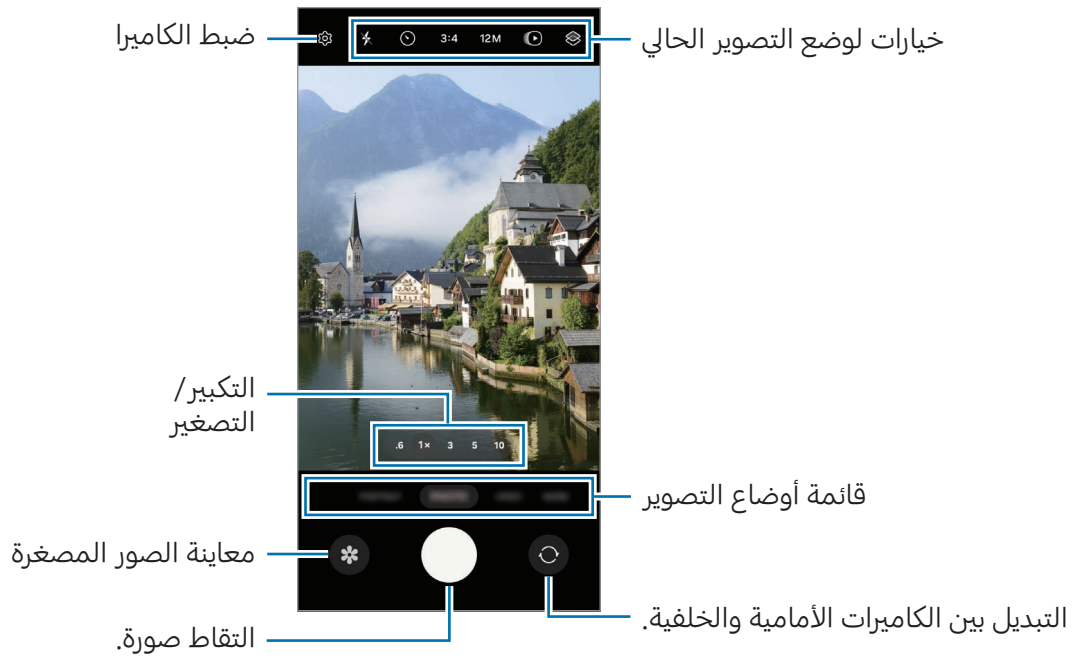 ضبط الكاميرا
3:4
12M
خيارات لوضع التصوير الحالي
التكبير/
التصغير
.6 1× 3 5 10
قائمة أوضاع التصوير
معاينة الصور المصغرة
التبديل بين الكاميرات الأمامية والخلفية.
التقاط صورة.